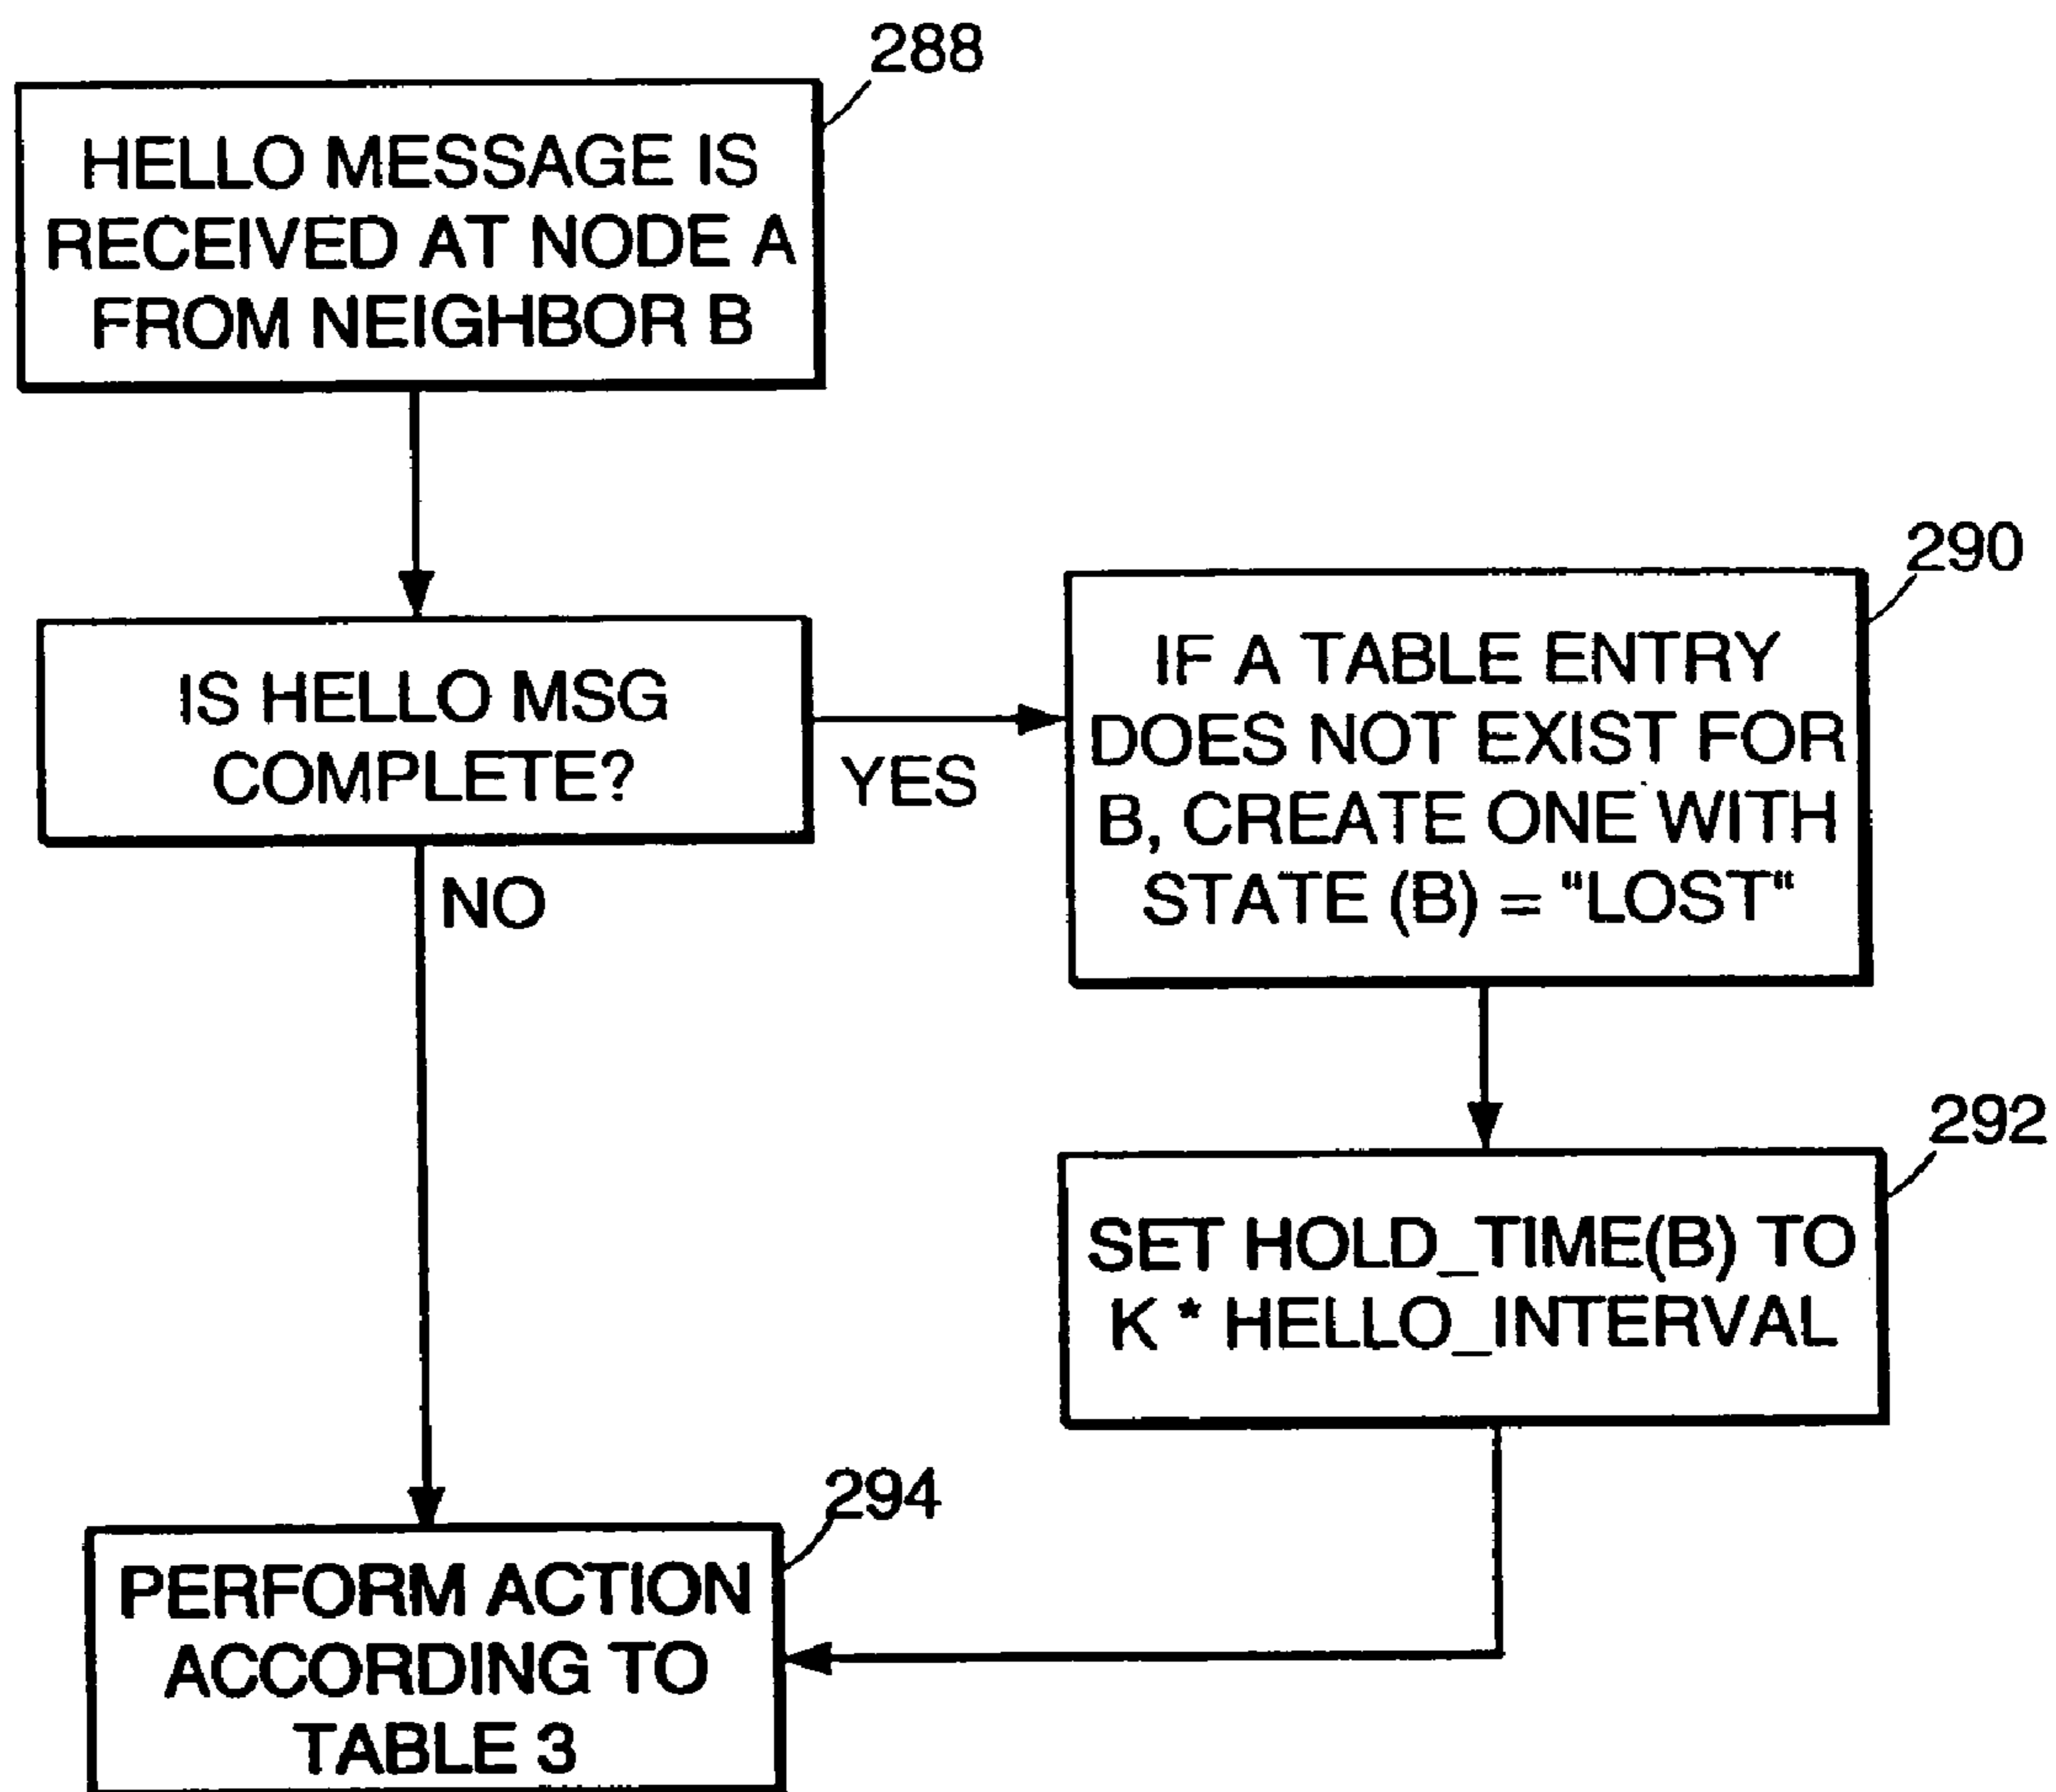 288
HELLO MESSAGE IS
RECEIVED AT NODE A
FROM NEIGHBOR B
IS HELLO MSG
COMPLETE?
YES
NO
290
IF A TABLE ENTRY
DOES NOT EXIST FOR
B, CREATE ONE WITH
STATE (B) = "LOST"
292
SET HOLD_TIME(B) TO
K * HELLO_INTERVAL
294
PERFORM ACTION
ACCORDING TO
TABLE 3